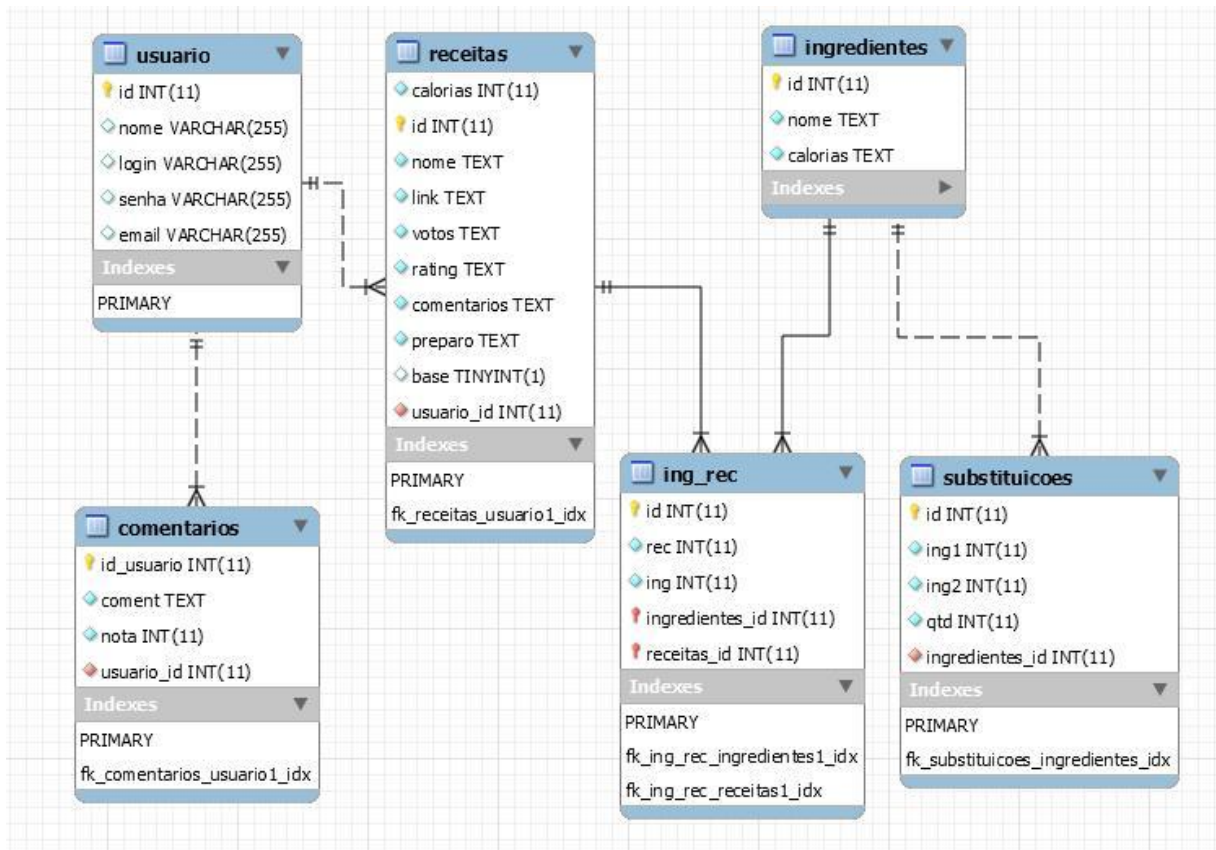 usuario
id INT(11)
nome VARCHAR(255)
login VARCHAR(255)
senha VARCHAR(255)
email VARCHAR(255)
Indexes
PRIMARY
receitas
calorias INT(11)
id INT(11)
nome TEXT
link TEXT
votos TEXT
rating TEXT
comentarios TEXT
preparo TEXT
base TINYINT(1)
usuario_id INT(11)
Indexes
PRIMARY
fk_receitas_usuario1_idx
ingredientes
id INT(11)
nome TEXT
calorias TEXT
Indexes
comentarios
id_usuario INT(11)
coment TEXT
nota INT(11)
usuario_id INT(11)
Indexes
PRIMARY
fk_comentarios_usuario1_idx
ing_rec
id INT(11)
rec INT(11)
ing INT(11)
ingredientes_id INT(11)
receitas_id INT(11)
Indexes
PRIMARY
fk_ing_rec_ingredientes1_idx
fk_ing_rec_receitas1_idx
substituicoes
id INT(11)
ing1 INT(11)
ing2 INT(11)
qtd INT(11)
ingredientes_id INT(11)
Indexes
PRIMARY
fk_substituicoes_ingredientes_idx